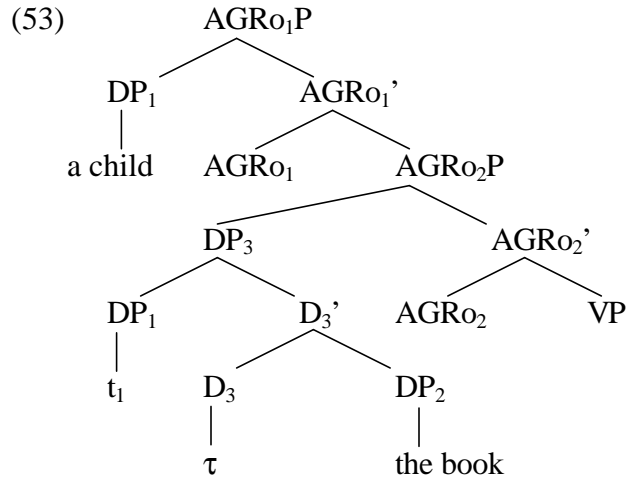 (53) AGRo₁P
DP₁ AGRo₁’
a child AGRo₁ AGRo₂P
DP₃ AGRo₂’
DP₁ D₃’ AGRo₂ VP
t₁ D₃ DP₂
τ the book